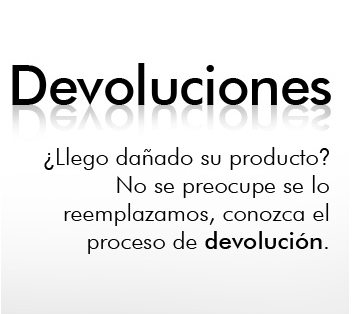 Devoluciones
¿Llego dañado su producto?
No se preocupe se lo
reemplazamos, conozca el
proceso de devolución.